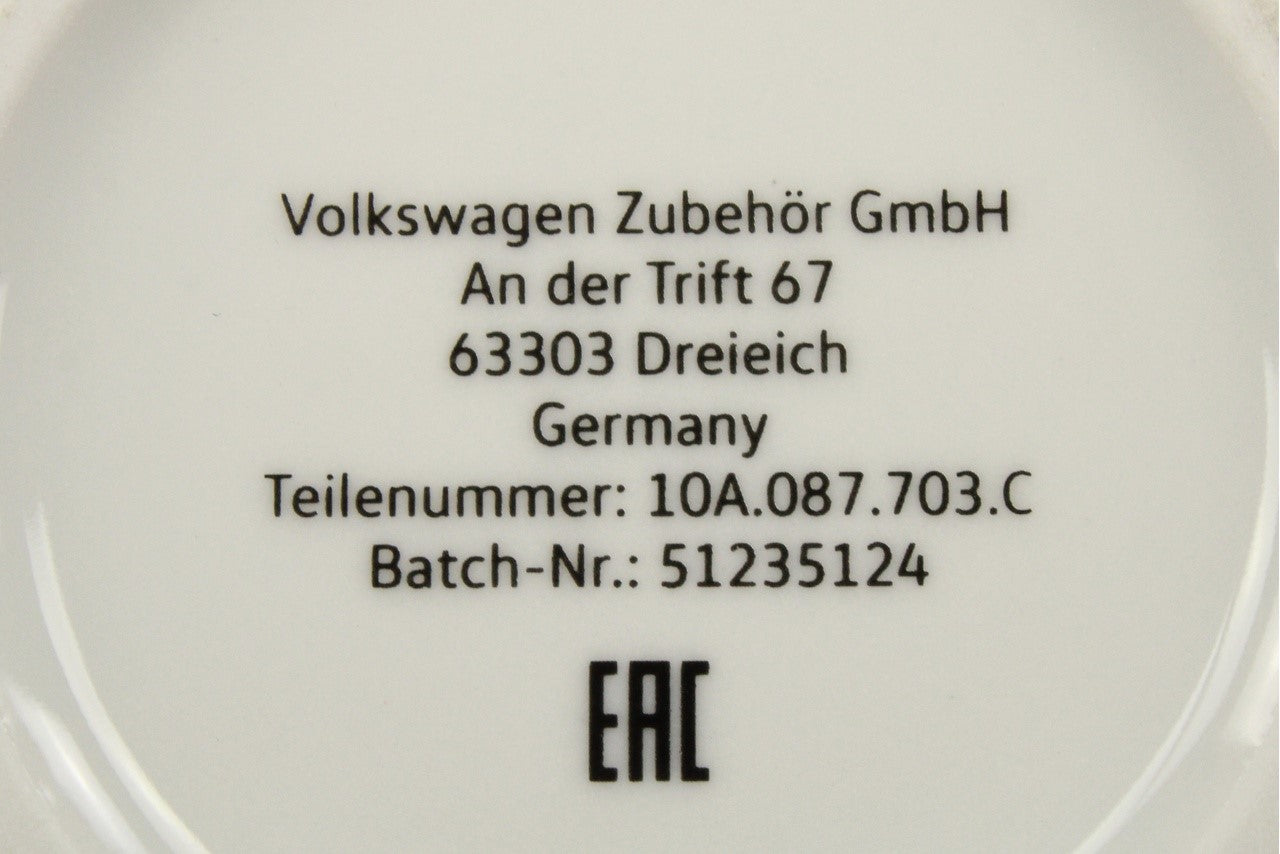 Volkswagen Zubehör GmbH
An der Trift 67
63303 Dreieich
Germany
Teilenummer: 10A.087.703.C
Batch-Nr.: 51235124
EAC